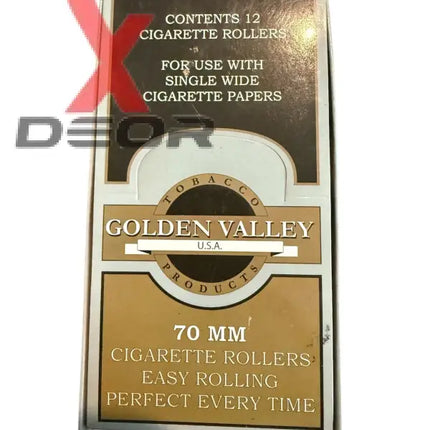 CONTENTS 12
CIGARETTE ROLLERS
FOR USE WITH
SINGLE WIDE
CIGARETTE PAPERS
X
DEOR
TOBACCO
GOLDEN VALLEY
U.S.A.
PRODUCTS
70 MM
CIGARETTE ROLLERS
EASY ROLLING
PERFECT EVERY TIME